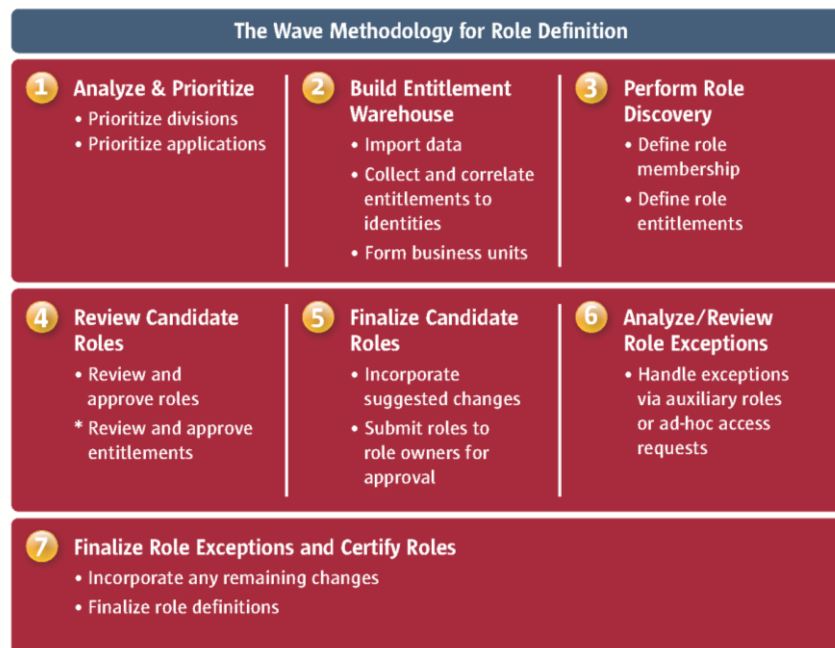 The Wave Methodology for Role Definition
1 Analyze & Prioritize
• Prioritize divisions
• Prioritize applications
2 Build Entitlement
Warehouse
• Import data
• Collect and correlate
entitlements to
identities
• Form business units
3 Perform Role
Discovery
• Define role
membership
• Define role
entitlements
4 Review Candidate
Roles
• Review and
approve roles
* Review and approve
entitlements
5 Finalize Candidate
Roles
• Incorporate
suggested changes
• Submit roles to
role owners for
approval
6 Analyze/Review
Role Exceptions
• Handle exceptions
via auxiliary roles
or ad-hoc access
requests
7 Finalize Role Exceptions and Certify Roles
• Incorporate any remaining changes
• Finalize role definitions